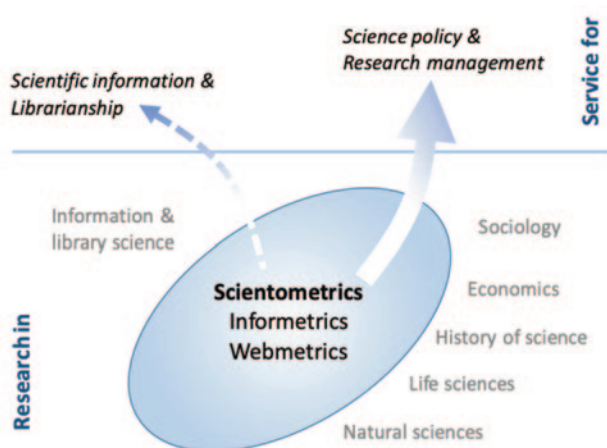 Science policy &
Research management
Service for
Scientific information &
Librarianship
Information &
library science
Sociology
Scientometrics
Informetrics
Webmetrics
Economics
History of science
Life sciences
Natural sciences
Research in